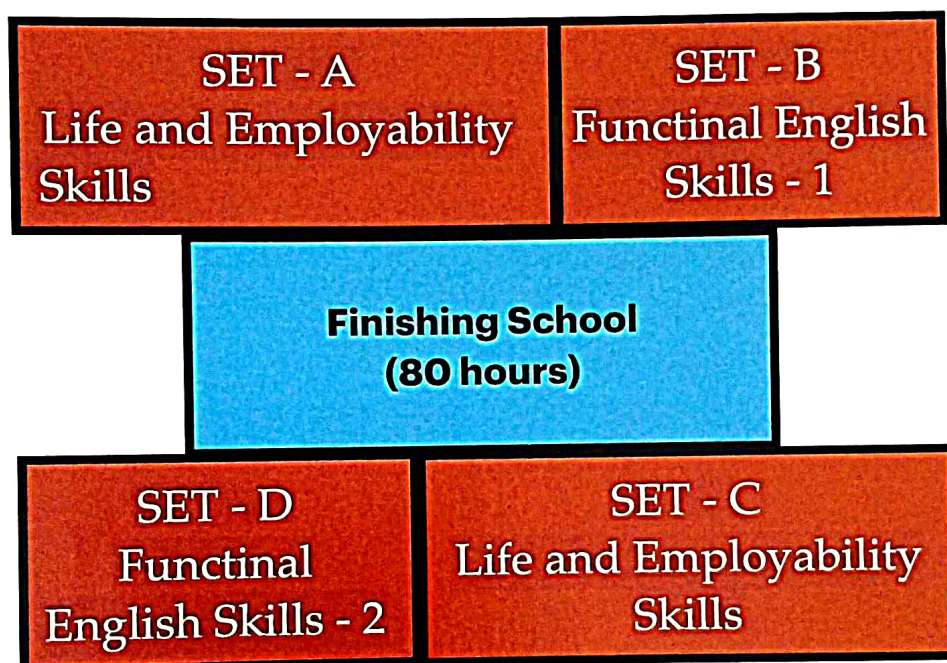 SET - A
Life and Employability
Skills
SET - B
Functinal English
Skills - 1
Finishing School
(80 hours)
SET - D
Functinal
English Skills - 2
SET - C
Life and Employability
Skills